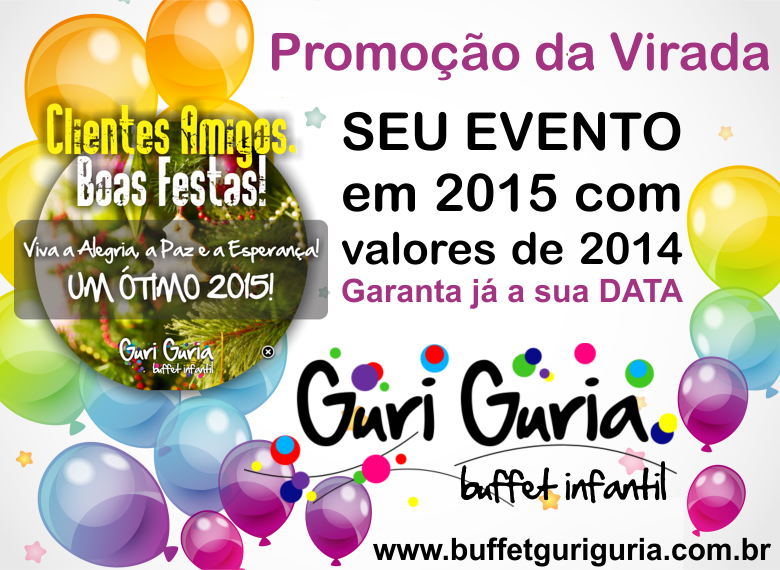 Promoção da Virada
Clientes Amigos.
Boas Festas!
Viva a Alegria, a Paz e a Esperança!
UM ÓTIMO 2015!
Guri Guria
buffet infantil
SEU EVENTO
em 2015 com
valores de 2014
Garanta já a sua DATA
Guri Guria
buffet infantil
www.buffetguriguria.com.br